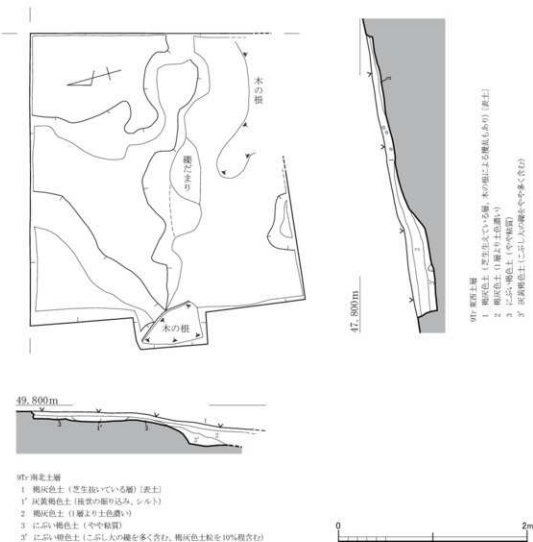 木の根
礫だまり
木の根
47.800m
9Tr 東西土層
1 褐灰色土(芝生生えている層、木の根による攪乱もあり)[表土]
2 褐灰色土(1層より土色濃い)
3 にぶい褐色土(やや粘質)
3' 灰黄褐色土(こぶし大の礫をやや多く含む)
49.800m
9Tr 南北土層
1 褐灰色土(芝生抜いている層)[表土]
1' 灰黄褐色土(後世の掘り込み、シルト)
2 褐灰色土(1層より土色濃い)
3 にぶい褐色土(やや粘質)
3' にぶい橙色土(こぶし大の礫を多く含む、褐灰色土粒を10%程含む)
0 2m